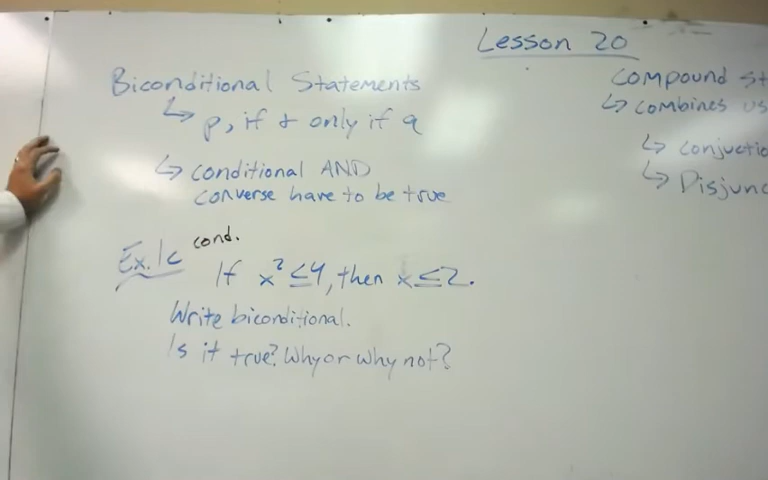 Lesson 20
Biconditional Statements
↳ p, if & only if q
↳ conditional AND
converse have to be true
Ex. 1c cond.
If x² ≤ 4, then x ≤ 2.
Write biconditional.
Is it true? Why or why not?
Compound St
↳ combines us
↳ conjuctio
↳ Disjunc